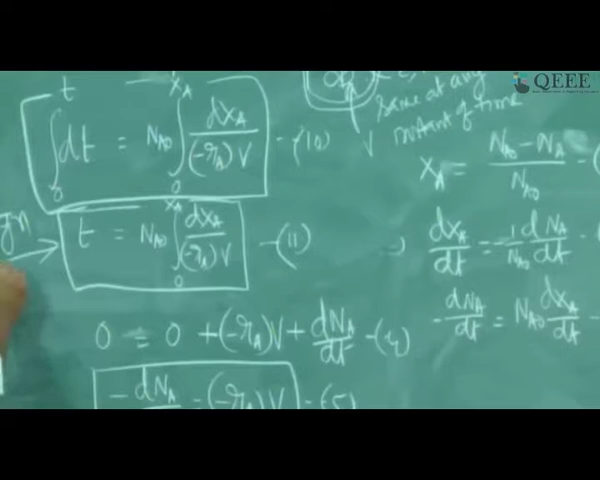 QEEE
same at any
instant of time
∫₀ᵗ dt = N_A0 ∫₀^(X_A) dX_A / (-r_A) V - (10)
V
X_A = (N_A0 - N_A) / N_A0 - (
t = N_A0 ∫₀^(X_A) dX_A / (-r_A) V - (11)
⇒ dX_A/dt = -1/N_A0 dN_A/dt - (
0 = 0 + (-r_A) V + dN_A/dt - (4)
-dN_A/dt = N_A0 dX_A/dt -
-dN_A = (-r_A) V - (5)